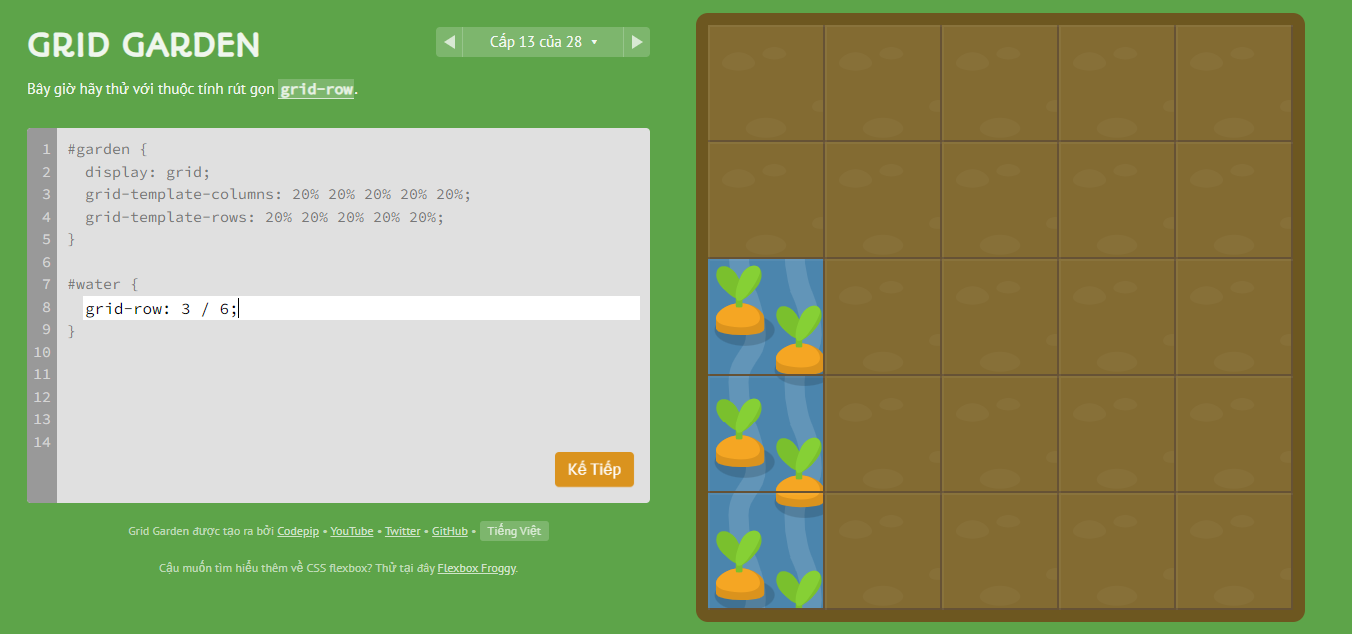 GRID GARDEN
◀ Cấp 13 của 28 ▾ ▶
Bây giờ hãy thử với thuộc tính rút gọn grid-row.
1 #garden {
2 display: grid;
3 grid-template-columns: 20% 20% 20% 20% 20%;
4 grid-template-rows: 20% 20% 20% 20% 20%;
5 }
6
7 #water {
8 grid-row: 3 / 6;
9 }
10
11
12
13
14
Kế Tiếp
Grid Garden được tạo ra bởi Codepip • YouTube • Twitter • GitHub • Tiếng Việt
Cậu muốn tìm hiểu thêm về CSS flexbox? Thử tại đây Flexbox Froggy.